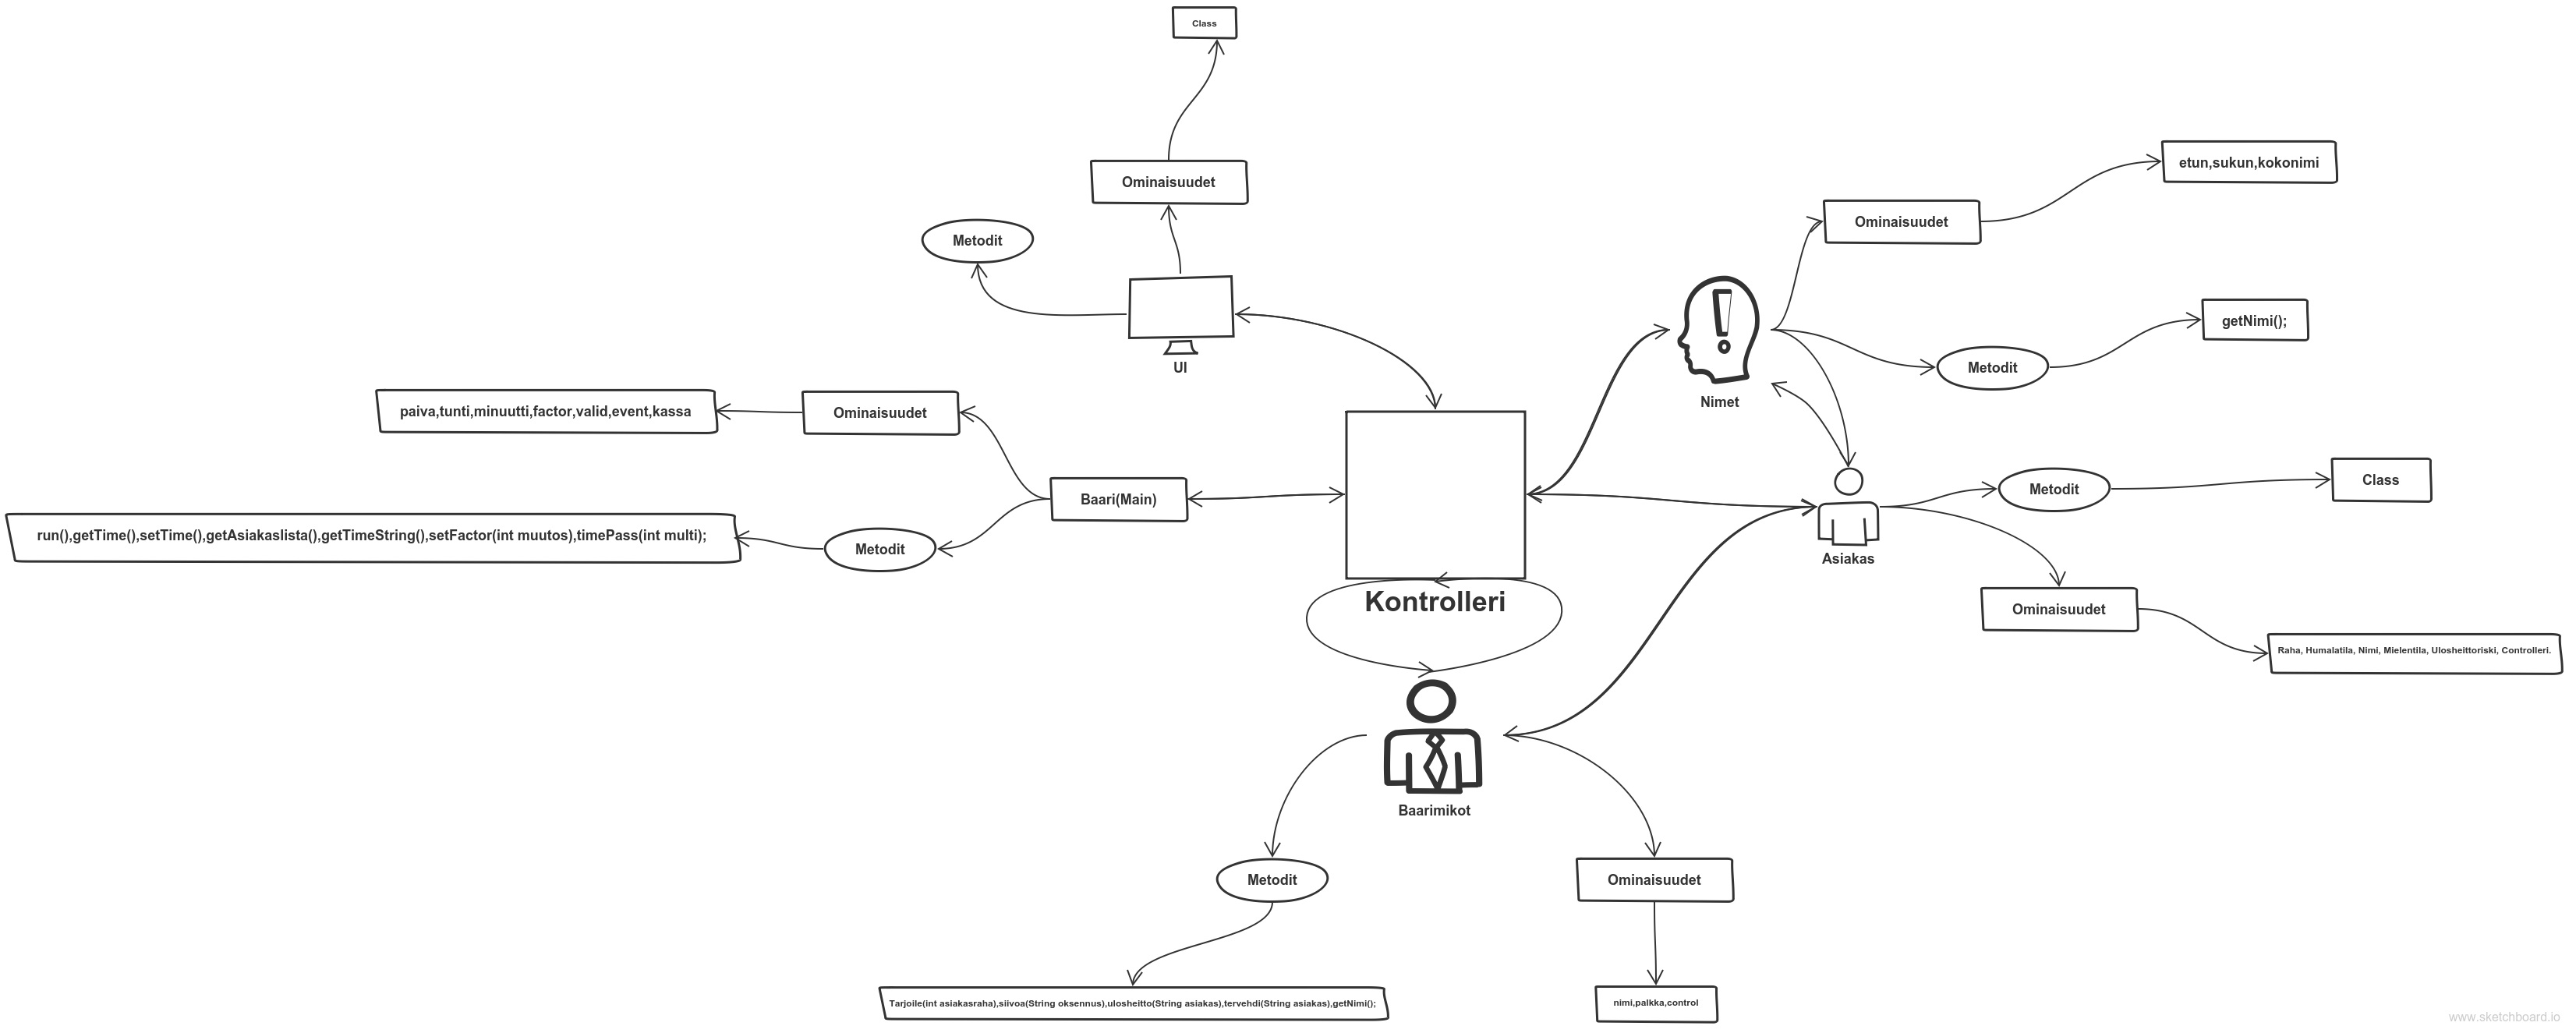 Class
Ominaisuudet
Metodit
UI
etun,sukun,kokonimi
Ominaisuudet
getNimi();
Metodit
Nimet
paiva,tunti,minuutti,factor,valid,event,kassa
Ominaisuudet
Baari(Main)
run(),getTime(),setTime(),getAsiakaslista(),getTimeString(),setFactor(int muutos),timePass(int multi);
Metodit
Kontrolleri
Metodit
Class
Asiakas
Ominaisuudet
Raha, Humalatila, Nimi, Mielentila, Ulosheittoriski, Controlleri.
Baarimikot
Metodit
Ominaisuudet
Tarjoile(int asiakasraha),siivoa(String oksennus),ulosheitto(String asiakas),tervehdi(String asiakas),getNimi();
nimi,palkka,control
www.sketchboard.io